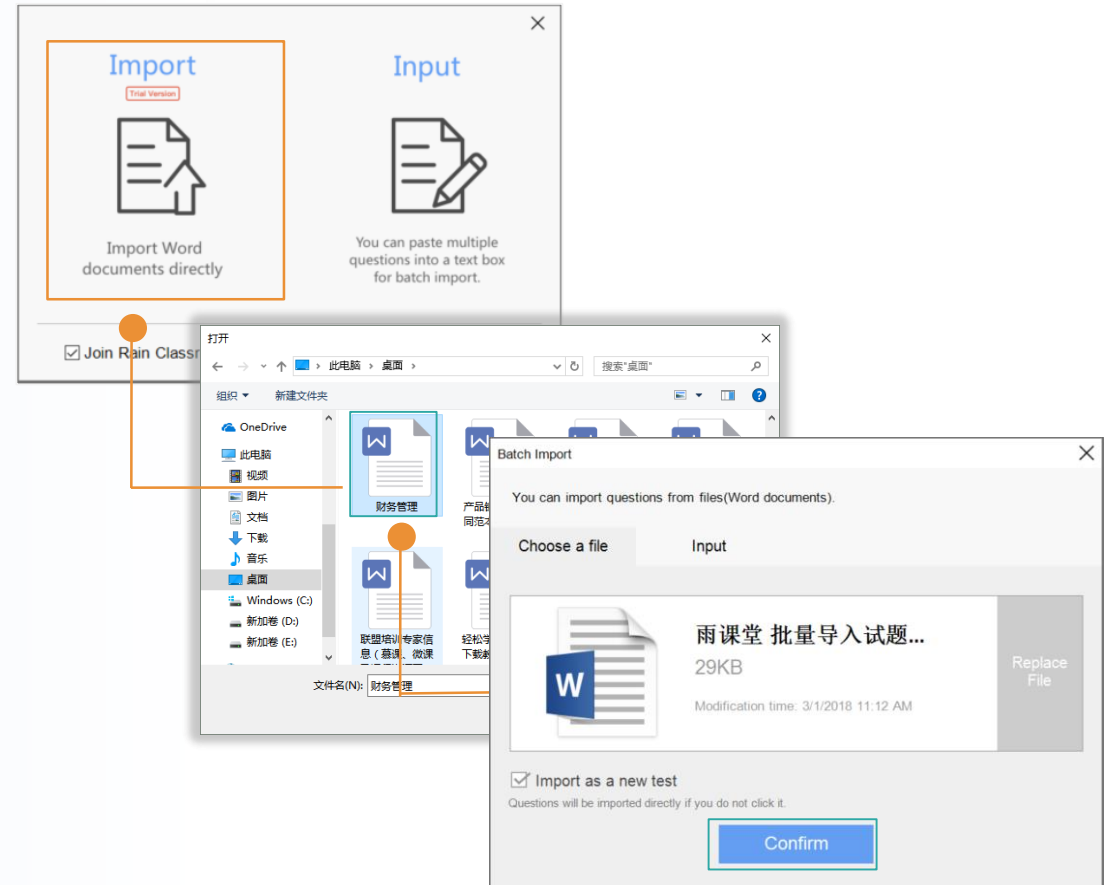 Import
Trial Version
Import Word
documents directly
Input
You can paste multiple
questions into a text box
for batch import.
Join Rain Classr
打开
此电脑 › 桌面 ›
搜索"桌面"
组织
新建文件夹
OneDrive
此电脑
视频
图片
文档
下载
音乐
桌面
Windows (C:)
新加卷 (D:)
新加卷 (E:)
财务管理
产品
同范
联盟培训专家信
息(慕课、微课
轻松
下载
文件名(N): 财务管理
Batch Import
You can import questions from files(Word documents).
Choose a file
Input
W
雨课堂 批量导入试题...
29KB
Modification time: 3/1/2018 11:12 AM
Replace
File
Import as a new test
Questions will be imported directly if you do not click it.
Confirm